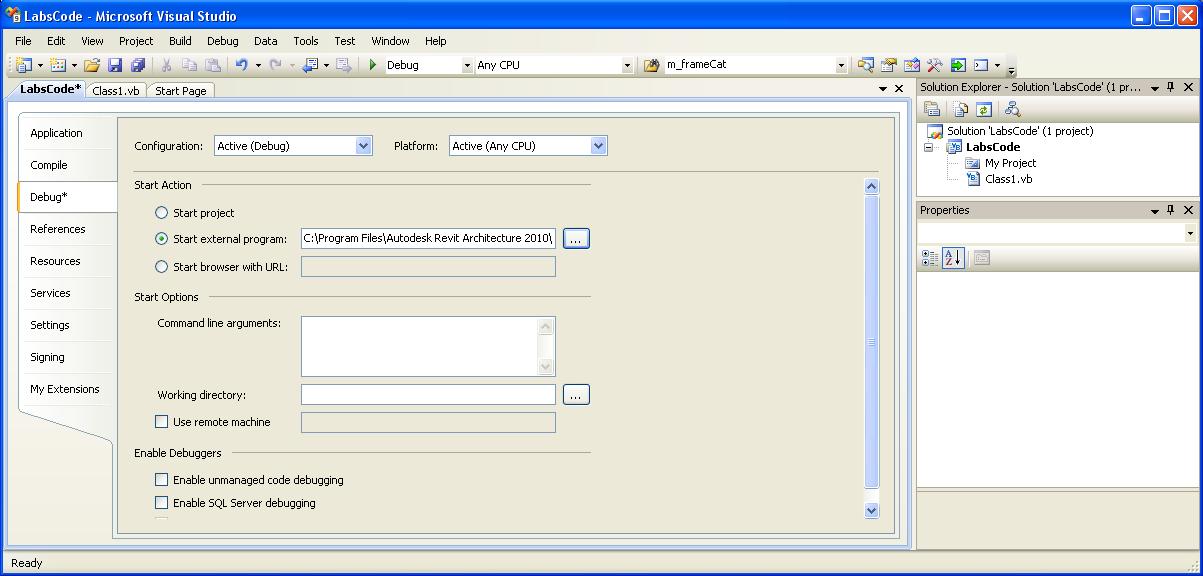 LabsCode - Microsoft Visual Studio
File Edit View Project Build Debug Data Tools Test Window Help
Debug Any CPU m_frameCat
LabsCode* Class1.vb Start Page
Application
Compile
Debug*
References
Resources
Services
Settings
Signing
My Extensions
Configuration: Active (Debug) Platform: Active (Any CPU)
Start Action
Start project
Start external program: C:\Program Files\Autodesk Revit Architecture 2010\ ...
Start browser with URL:
Start Options
Command line arguments:
Working directory: ...
Use remote machine
Enable Debuggers
Enable unmanaged code debugging
Enable SQL Server debugging
Solution Explorer - Solution 'LabsCode' (1 pr...
Solution 'LabsCode' (1 project)
LabsCode
My Project
Class1.vb
Properties
Ready